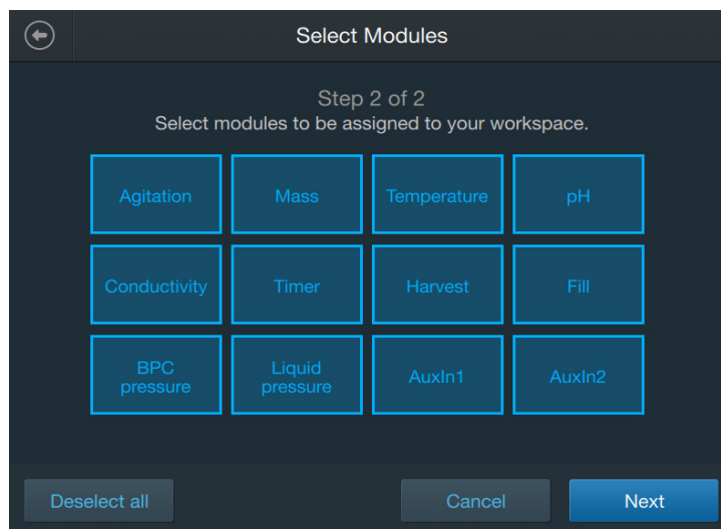 Select Modules
Step 2 of 2
Select modules to be assigned to your workspace.
Agitation
Mass
Temperature
pH
Conductivity
Timer
Harvest
Fill
BPC
pressure
Liquid
pressure
AuxIn1
AuxIn2
Deselect all
Cancel
Next